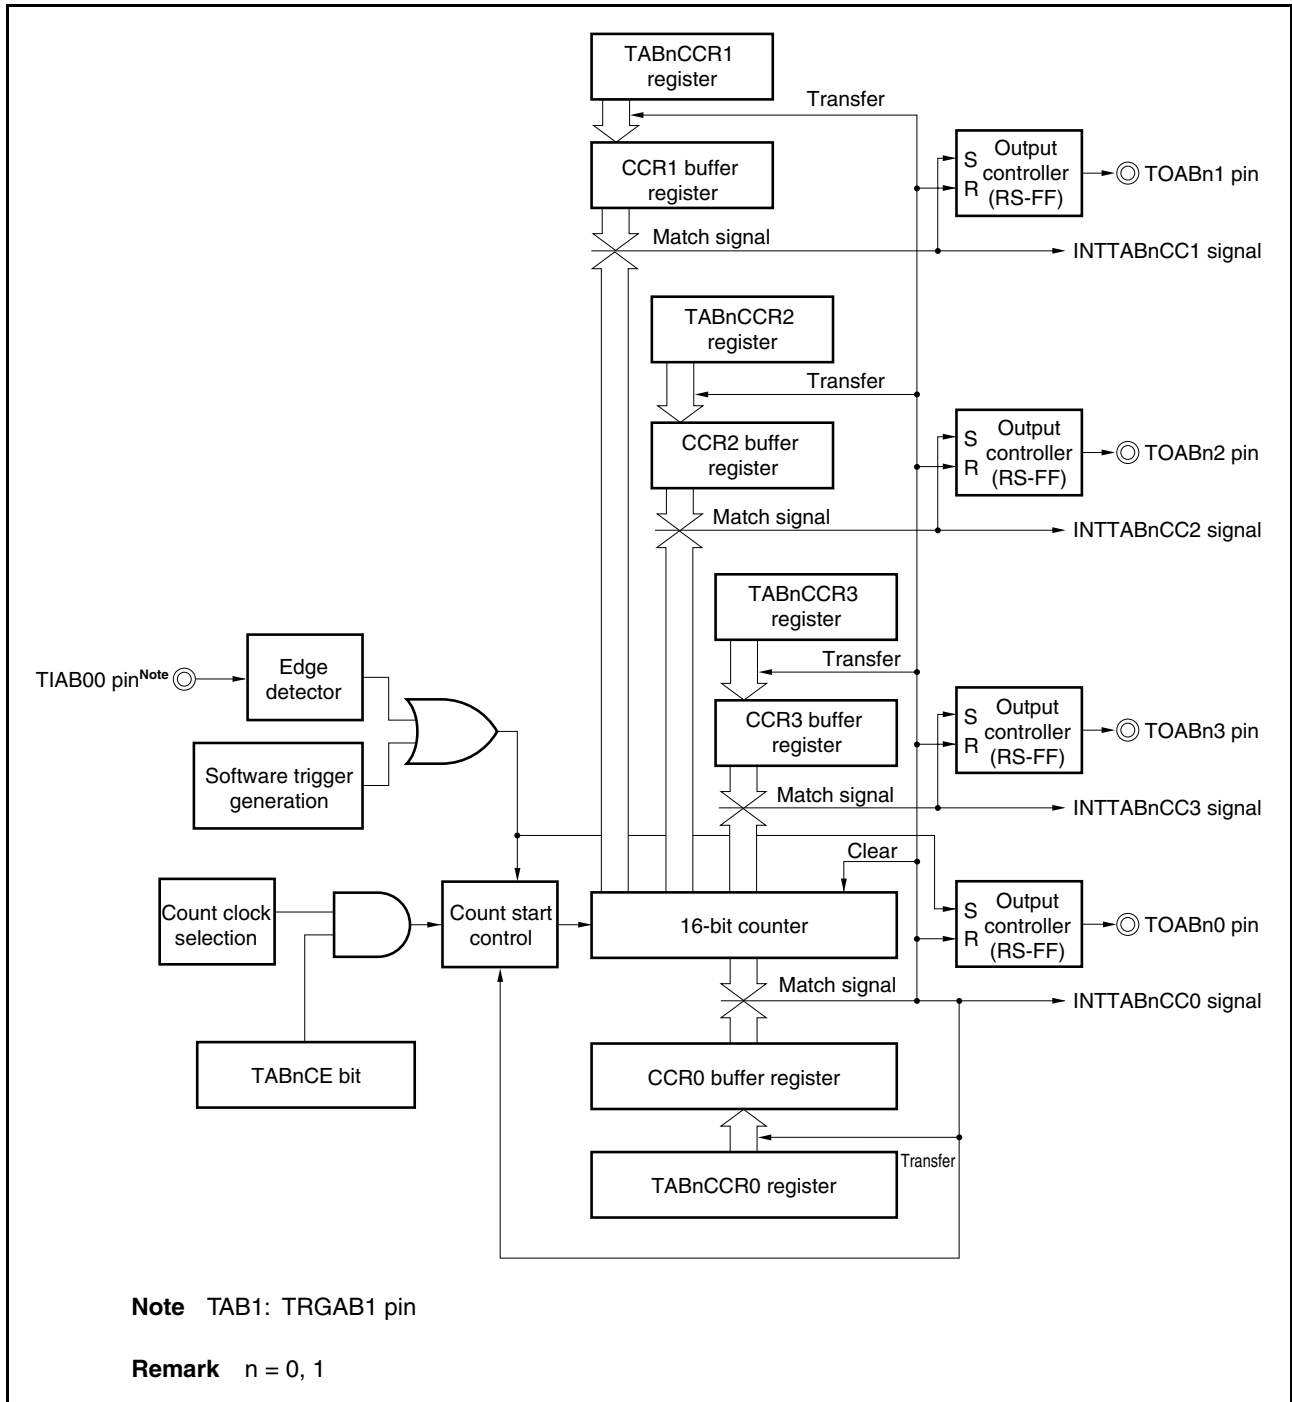 TABnCCR1
register
Transfer
CCR1 buffer
register
S
R
Output
controller
(RS-FF)
TOABn1 pin
Match signal
INTTABnCC1 signal
TABnCCR2
register
Transfer
CCR2 buffer
register
S
R
Output
controller
(RS-FF)
TOABn2 pin
Match signal
INTTABnCC2 signal
TABnCCR3
register
Transfer
TIAB00 pin Note
Edge
detector
CCR3 buffer
register
S
R
Output
controller
(RS-FF)
TOABn3 pin
Software trigger
generation
Match signal
INTTABnCC3 signal
Clear
Count clock
selection
Count start
control
16-bit counter
S
R
Output
controller
(RS-FF)
TOABn0 pin
Match signal
INTTABnCC0 signal
TABnCE bit
CCR0 buffer register
Transfer
TABnCCR0 register
Note TAB1: TRGAB1 pin
Remark n = 0, 1